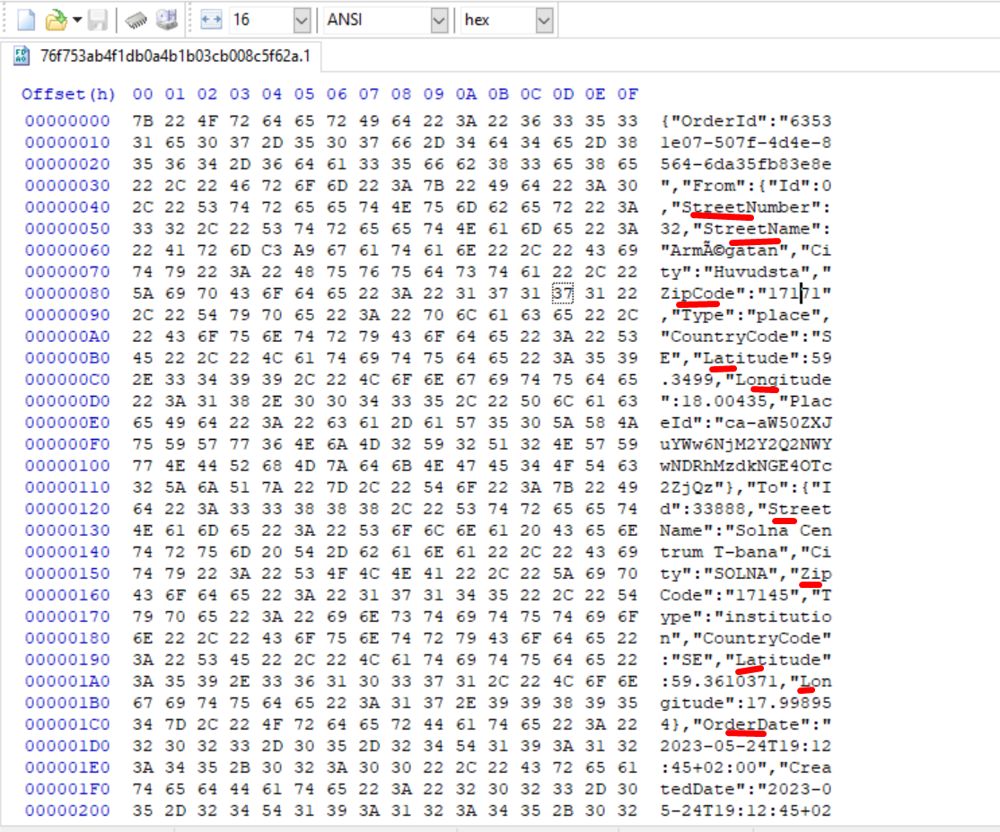 16 ANSI hex
76f753ab4f1db0a4b1b03cb008c5f62a.1
Offset(h) 00 01 02 03 04 05 06 07 08 09 0A 0B 0C 0D 0E 0F
00000000 7B 22 4F 72 64 65 72 49 64 22 3A 22 36 33 35 33 {"OrderId":"6353
00000010 31 65 30 37 2D 35 30 37 66 2D 34 64 34 65 2D 38 1e07-507f-4d4e-8
00000020 35 36 34 2D 36 64 61 33 35 66 62 38 33 65 38 65 564-6da35fb83e8e
00000030 22 2C 22 46 72 6F 6D 22 3A 7B 22 49 64 22 3A 30 ","From":{"Id":0
00000040 2C 22 53 74 72 65 65 74 4E 75 6D 62 65 72 22 3A ,"StreetNumber":
00000050 33 32 2C 22 53 74 72 65 65 74 4E 61 6D 65 22 3A 32,"StreetName":
00000060 22 41 72 6D C3 A9 67 61 74 61 6E 22 2C 22 43 69 "ArmÃ©gatan","Ci
00000070 74 79 22 3A 22 48 75 76 75 64 73 74 61 22 2C 22 ty":"Huvudsta","
00000080 5A 69 70 43 6F 64 65 22 3A 22 31 37 31 37 31 22 ZipCode":"17171"
00000090 2C 22 54 79 70 65 22 3A 22 70 6C 61 63 65 22 2C ,"Type":"place",
000000A0 22 43 6F 75 6E 74 72 79 43 6F 64 65 22 3A 22 53 "CountryCode":"S
000000B0 45 22 2C 22 4C 61 74 69 74 75 64 65 22 3A 35 39 E","Latitude":59
000000C0 2E 33 34 39 39 2C 22 4C 6F 6E 67 69 74 75 64 65 .3499,"Longitude
000000D0 22 3A 31 38 2E 30 30 34 33 35 2C 22 50 6C 61 63 ":18.00435,"Plac
000000E0 65 49 64 22 3A 22 63 61 2D 61 57 35 30 5A 58 4A eId":"ca-aW50ZXJ
000000F0 75 59 57 77 36 4E 6A 4D 32 59 32 51 32 4E 57 59 uYWw6NjM2Y2Q2NWY
00000100 77 4E 44 52 68 4D 7A 64 6B 4E 47 45 34 4F 54 63 wNDRhMzdkNGE4OTc
00000110 32 5A 6A 51 7A 22 7D 2C 22 54 6F 22 3A 7B 22 49 2ZjQz"},"To":{"I
00000120 64 22 3A 33 33 38 38 38 2C 22 53 74 72 65 65 74 d":33888,"Street
00000130 4E 61 6D 65 22 3A 22 53 6F 6C 6E 61 20 43 65 6E Name":"Solna Cen
00000140 74 72 75 6D 20 54 2D 62 61 6E 61 22 2C 22 43 69 trum T-bana","Ci
00000150 74 79 22 3A 22 53 4F 4C 4E 41 22 2C 22 5A 69 70 ty":"SOLNA","Zip
00000160 43 6F 64 65 22 3A 22 31 37 31 34 35 22 2C 22 54 Code":"17145","T
00000170 79 70 65 22 3A 22 69 6E 73 74 69 74 75 74 69 6F ype":"institutio
00000180 6E 22 2C 22 43 6F 75 6E 74 72 79 43 6F 64 65 22 n","CountryCode"
00000190 3A 22 53 45 22 2C 22 4C 61 74 69 74 75 64 65 22 :"SE","Latitude"
000001A0 3A 35 39 2E 33 36 31 30 33 37 31 2C 22 4C 6F 6E :59.3610371,"Lon
000001B0 67 69 74 75 64 65 22 3A 31 37 2E 39 39 38 39 35 gitude":17.99895
000001C0 34 7D 2C 22 4F 72 64 65 72 44 61 74 65 22 3A 22 4},"OrderDate":"
000001D0 32 30 32 33 2D 30 35 2D 32 34 54 31 39 3A 31 32 2023-05-24T19:12
000001E0 3A 34 35 2B 30 32 3A 30 30 22 2C 22 43 72 65 61 :45+02:00","Crea
000001F0 74 65 64 44 61 74 65 22 3A 22 32 30 32 33 2D 30 tedDate":"2023-0
00000200 35 2D 32 34 54 31 39 3A 31 32 3A 34 35 2B 30 32 5-24T19:12:45+02